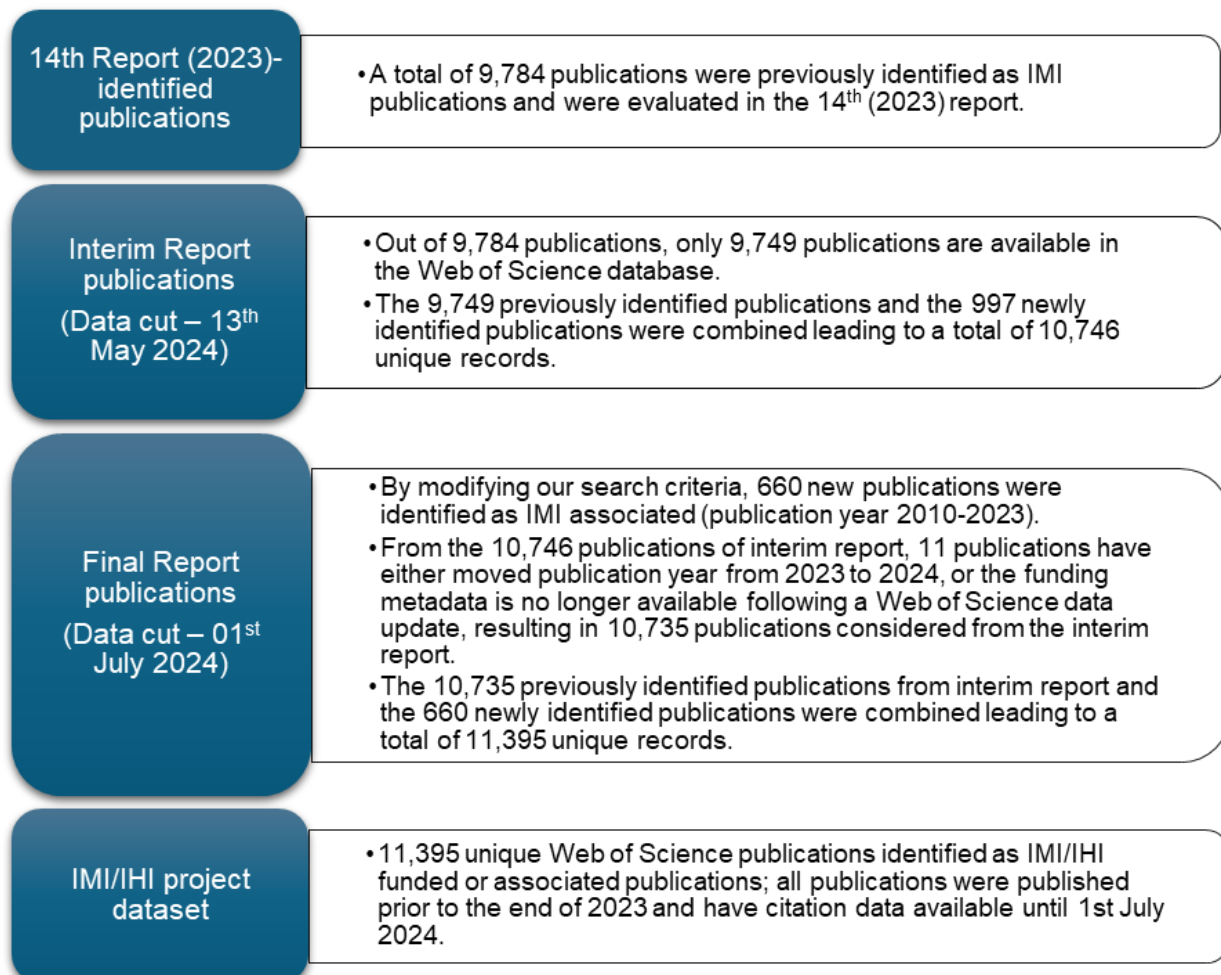 14th Report (2023)-
identified
publications
•A total of 9,784 publications were previously identified as IMI
publications and were evaluated in the 14th (2023) report.
Interim Report
publications
(Data cut – 13th
May 2024)
•Out of 9,784 publications, only 9,749 publications are available in
the Web of Science database.
•The 9,749 previously identified publications and the 997 newly
identified publications were combined leading to a total of 10,746
unique records.
Final Report
publications
(Data cut – 01st
July 2024)
•By modifying our search criteria, 660 new publications were
identified as IMI associated (publication year 2010-2023).
•From the 10,746 publications of interim report, 11 publications have
either moved publication year from 2023 to 2024, or the funding
metadata is no longer available following a Web of Science data
update, resulting in 10,735 publications considered from the interim
report.
•The 10,735 previously identified publications from interim report and
the 660 newly identified publications were combined leading to a
total of 11,395 unique records.
IMI/IHI project
dataset
•11,395 unique Web of Science publications identified as IMI/IHI
funded or associated publications; all publications were published
prior to the end of 2023 and have citation data available until 1st July
2024.